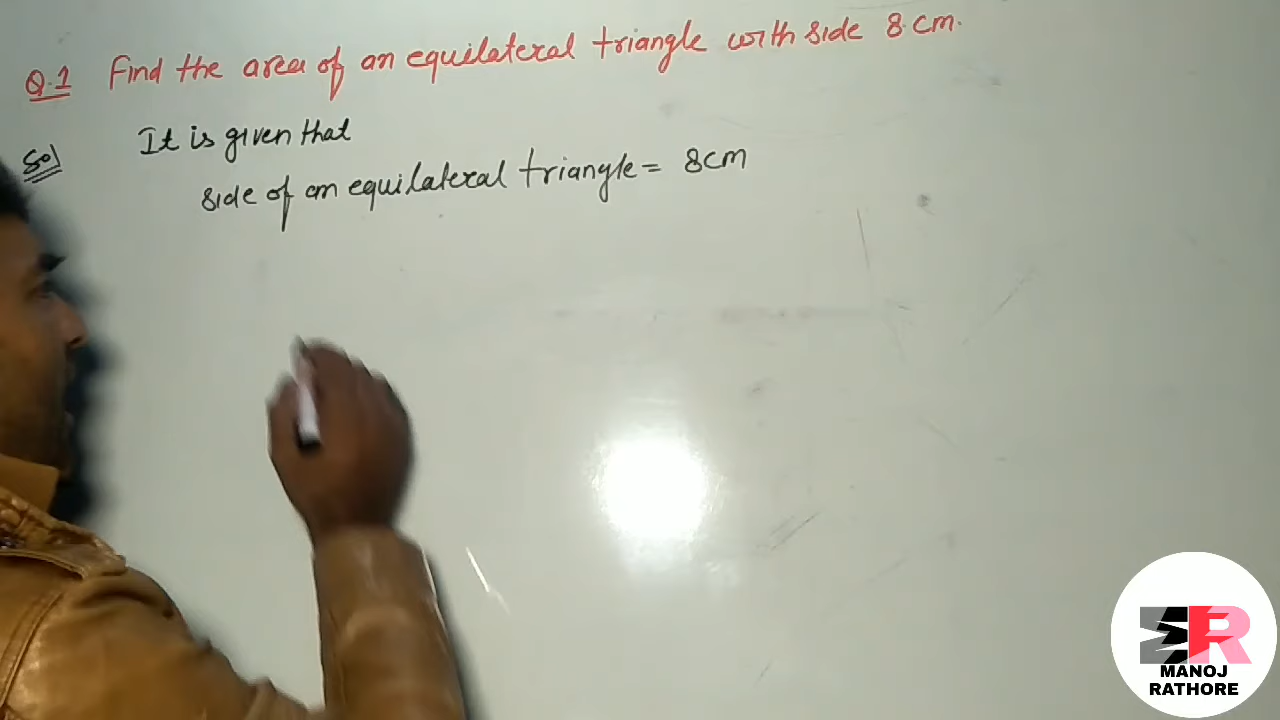 Q.1 Find the area of an equilateral triangle with side 8 cm.
Sol
It is given that
side of an equilateral triangle = 8cm
MANOJ
RATHORE